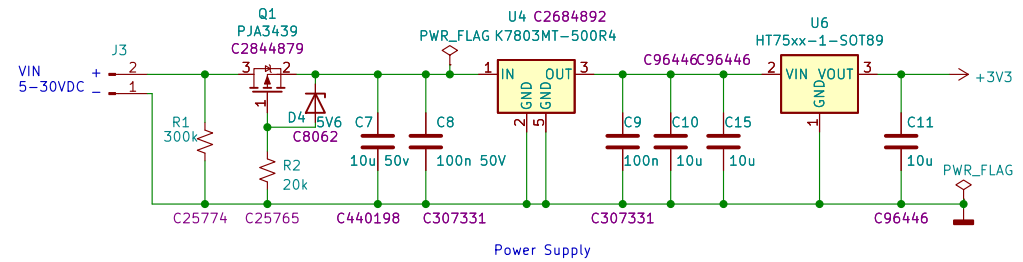 Q1
PJA3439
C2844879
J3
VIN
5-30VDC
+
-
2
1
3
2
1
R1
300k
C25774
R2
20k
C25765
D4
5V6
C8062
C7
10u 50v
C440198
C8
100n 50V
C307331
PWR_FLAG
U4
C2684892
K7803MT-500R4
1
IN
OUT
3
GND
GND
2
5
C9
100n
C307331
C96446
C10
10u
C96446
C15
10u
U6
HT75xx-1-SOT89
2
VIN
VOUT
3
GND
1
C11
10u
C96446
+3V3
PWR_FLAG
Power Supply